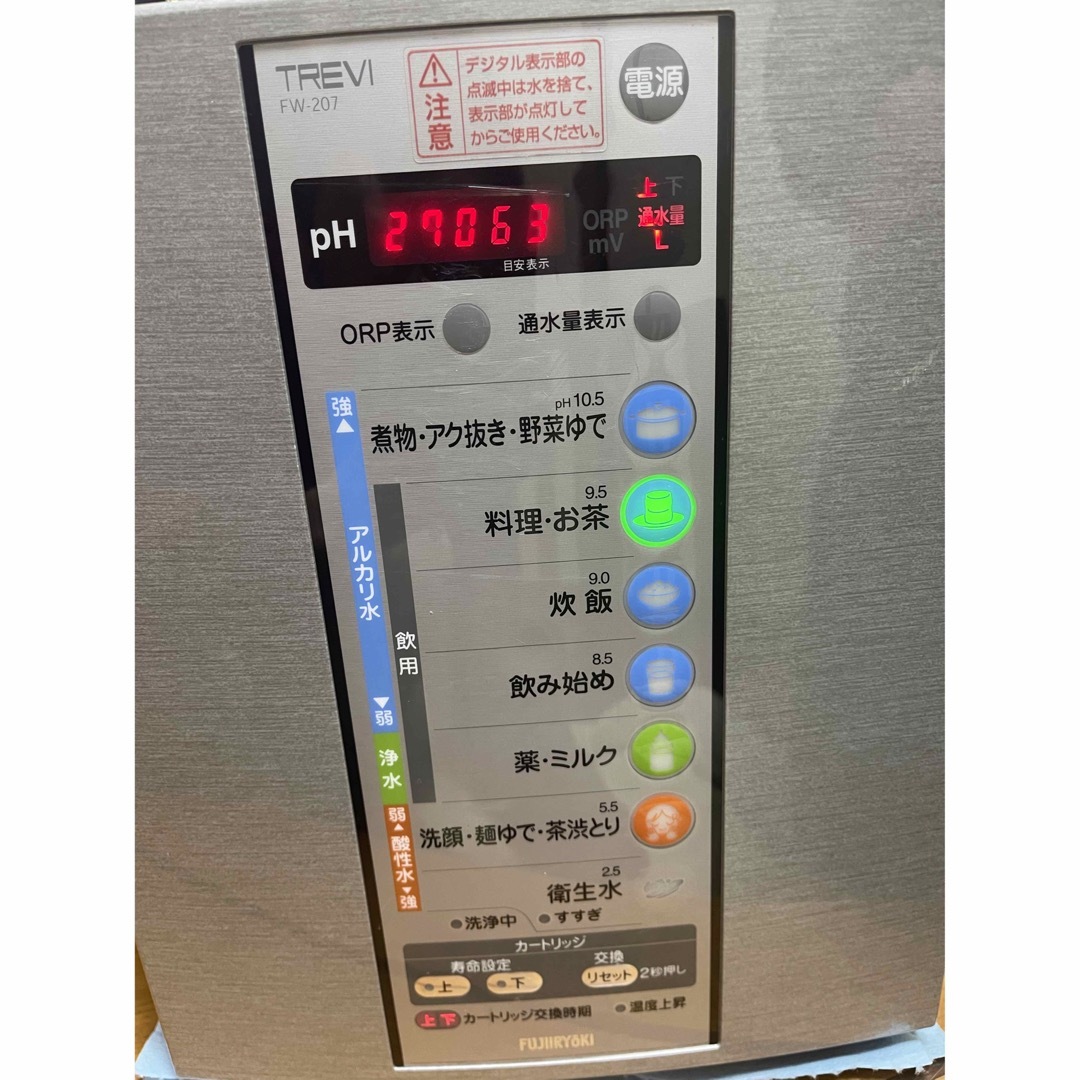 TREVI
FW-207
注意
デジタル表示部の
点滅中は水を捨て、
表示部が点灯して
からご使用ください。
電源
pH
27063
ORP
mV
上 下
通水量
L
目安表示
ORP表示
通水量表示
強
アルカリ水
弱
浄水
弱
酸性水
強
飲用
pH 10.5
煮物・アク抜き・野菜ゆで
9.5
料理・お茶
9.0
炊飯
8.5
飲み始め
薬・ミルク
5.5
洗顔・麺ゆで・茶渋とり
2.5
衛生水
洗浄中
すすぎ
カートリッジ
寿命設定
上
下
交換
リセット 2秒押し
上 下 カートリッジ交換時期
温度上昇
FUJIIRYOKI